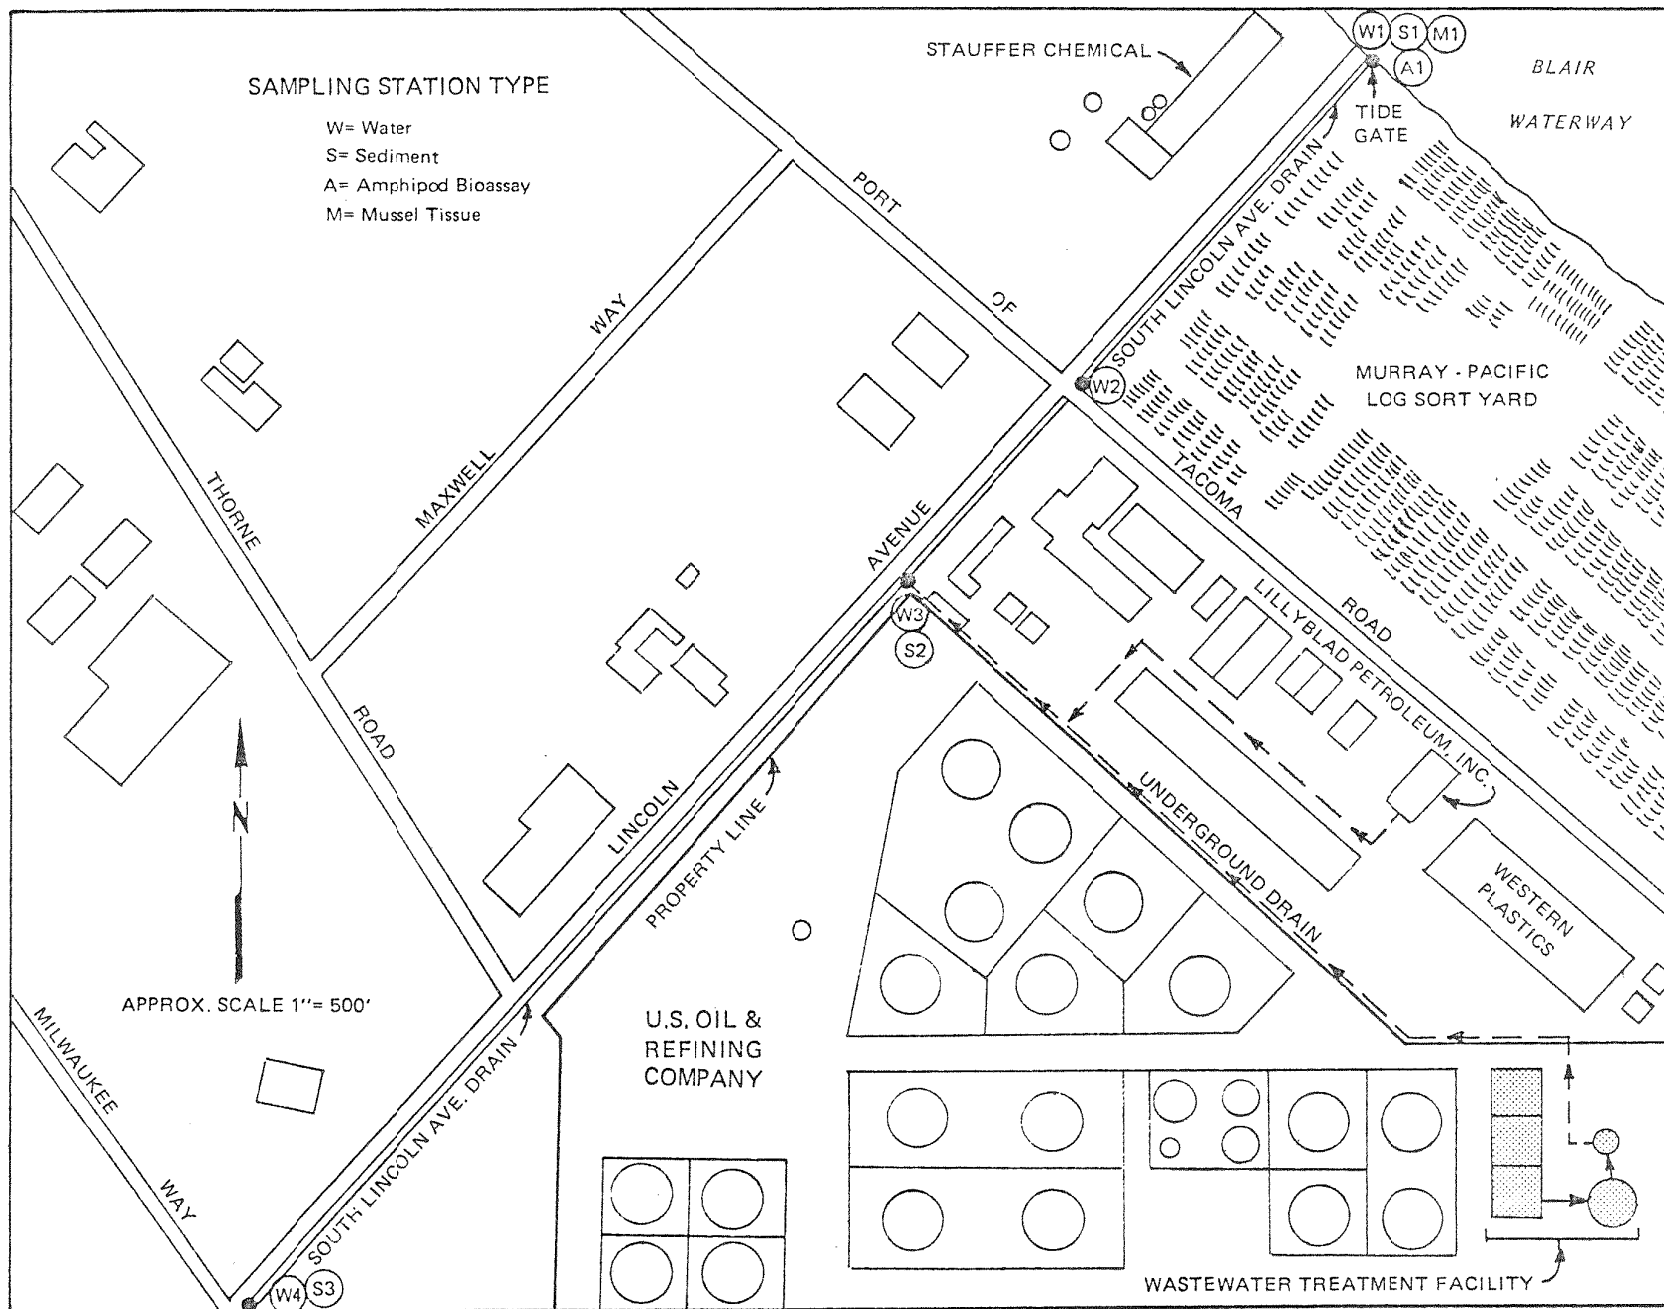 STAUFFER CHEMICAL
W1 S1 M1
A1
BLAIR
WATERWAY
TIDE
GATE
SAMPLING STATION TYPE
W= Water
S= Sediment
A= Amphipod Bioassay
M= Mussel Tissue
PORT
OF
TACOMA
ROAD
SOUTH LINCOLN AVE. DRAIN
MURRAY - PACIFIC
LOG SORT YARD
W2
MAXWELL
WAY
THORNE
ROAD
LINCOLN
AVENUE
W3
S2
LILLYBLAD PETROLEUM, INC.
UNDERGROUND DRAIN
WESTERN
PLASTICS
PROPERTY LINE
N
APPROX. SCALE 1"= 500'
U.S. OIL &
REFINING
COMPANY
MILWAUKEE
WAY
SOUTH LINCOLN AVE. DRAIN
W4 S3
WASTEWATER TREATMENT FACILITY